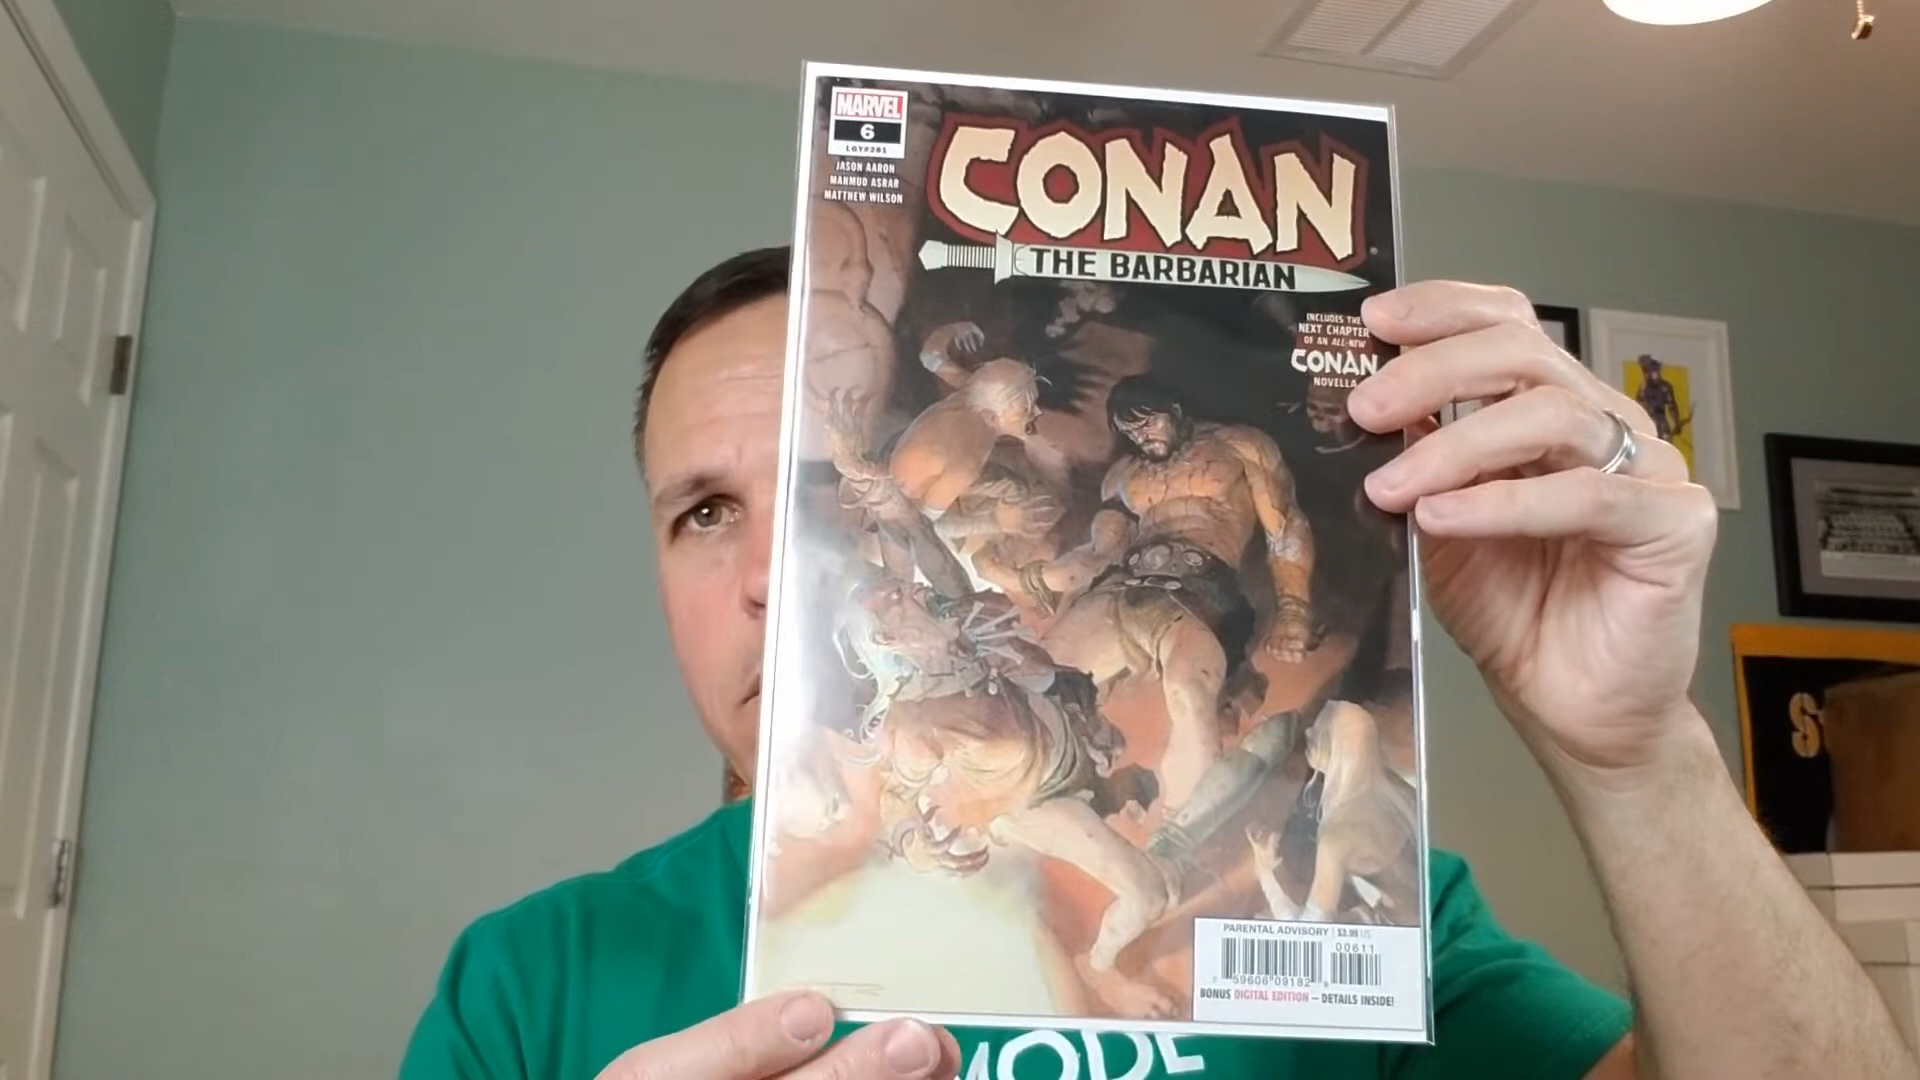 MARVEL
6
LGY#281
JASON AARON
MAHMUD ASRAR
MATTHEW WILSON
CONAN
THE BARBARIAN
INCLUDES THE
NEXT CHAPTER
OF AN ALL-NEW
CONAN
NOVELLA
PARENTAL ADVISORY $3.99 US
00611
59606 09182
BONUS DIGITAL EDITION – DETAILS INSIDE!
MODE